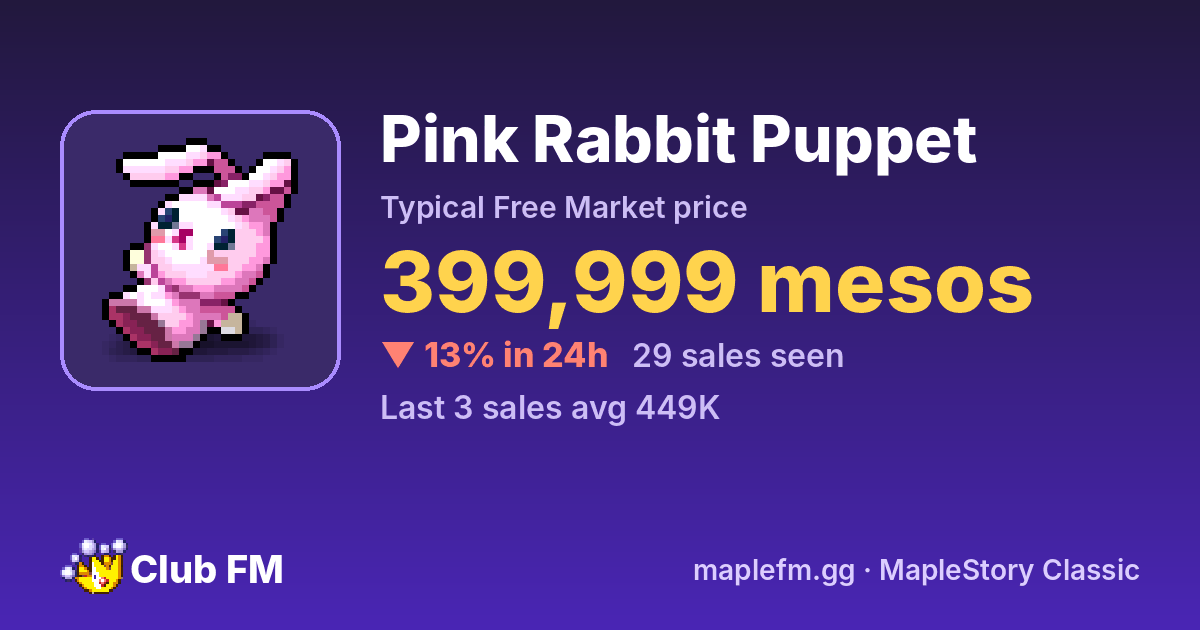 Pink Rabbit Puppet
Typical Free Market price
399,999 mesos
▼ 13% in 24h 29 sales seen
Last 3 sales avg 449K
Club FM
maplefm.gg · MapleStory Classic